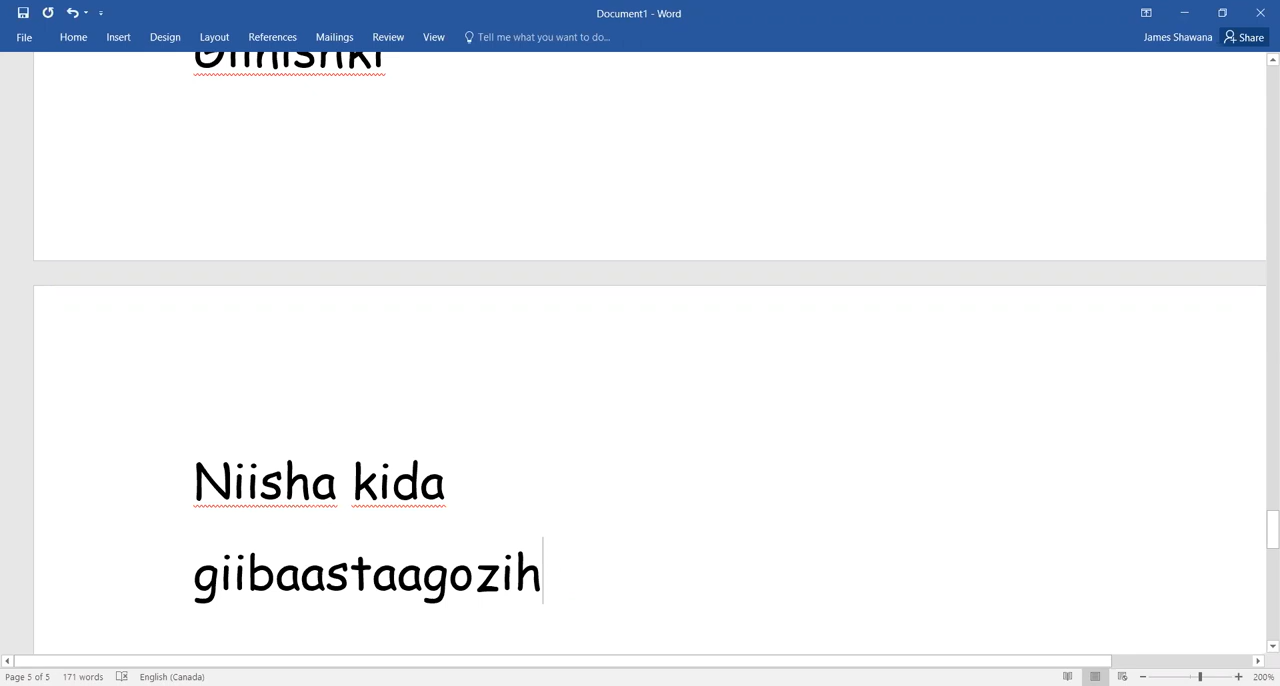 Document1 - Word
File Home Insert Design Layout References Mailings Review View Tell me what you want to do... James Shawana Share
Giinishki
Niisha kida
giibaastaagozih
Page 5 of 5 171 words English (Canada) 200%